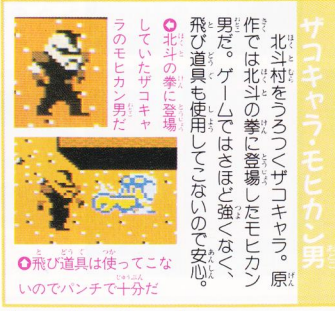 ザコキャラ・モヒカン男
北斗村をうろつくザコキャラ。原
作では北斗の拳に登場したモヒカン
男だ。ゲームではさほど強くなく、
飛び道具も使用してこないので安心。
北斗の拳に登場
していたザコキャ
ラのモヒカン男だ
飛び道具は使ってこな
いのでパンチで十分だ